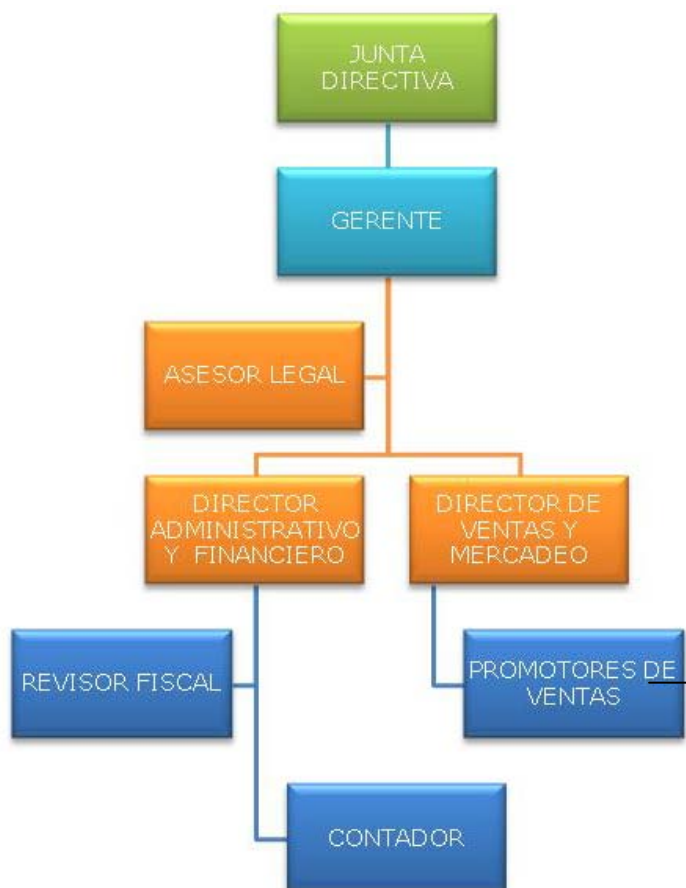 JUNTA
DIRECTIVA
GERENTE
ASESOR LEGAL
DIRECTOR
ADMINISTRATIVO
Y FINANCIERO
DIRECTOR DE
VENTAS Y
MERCADEO
REVISOR FISCAL
PROMOTORES DE
VENTAS
CONTADOR